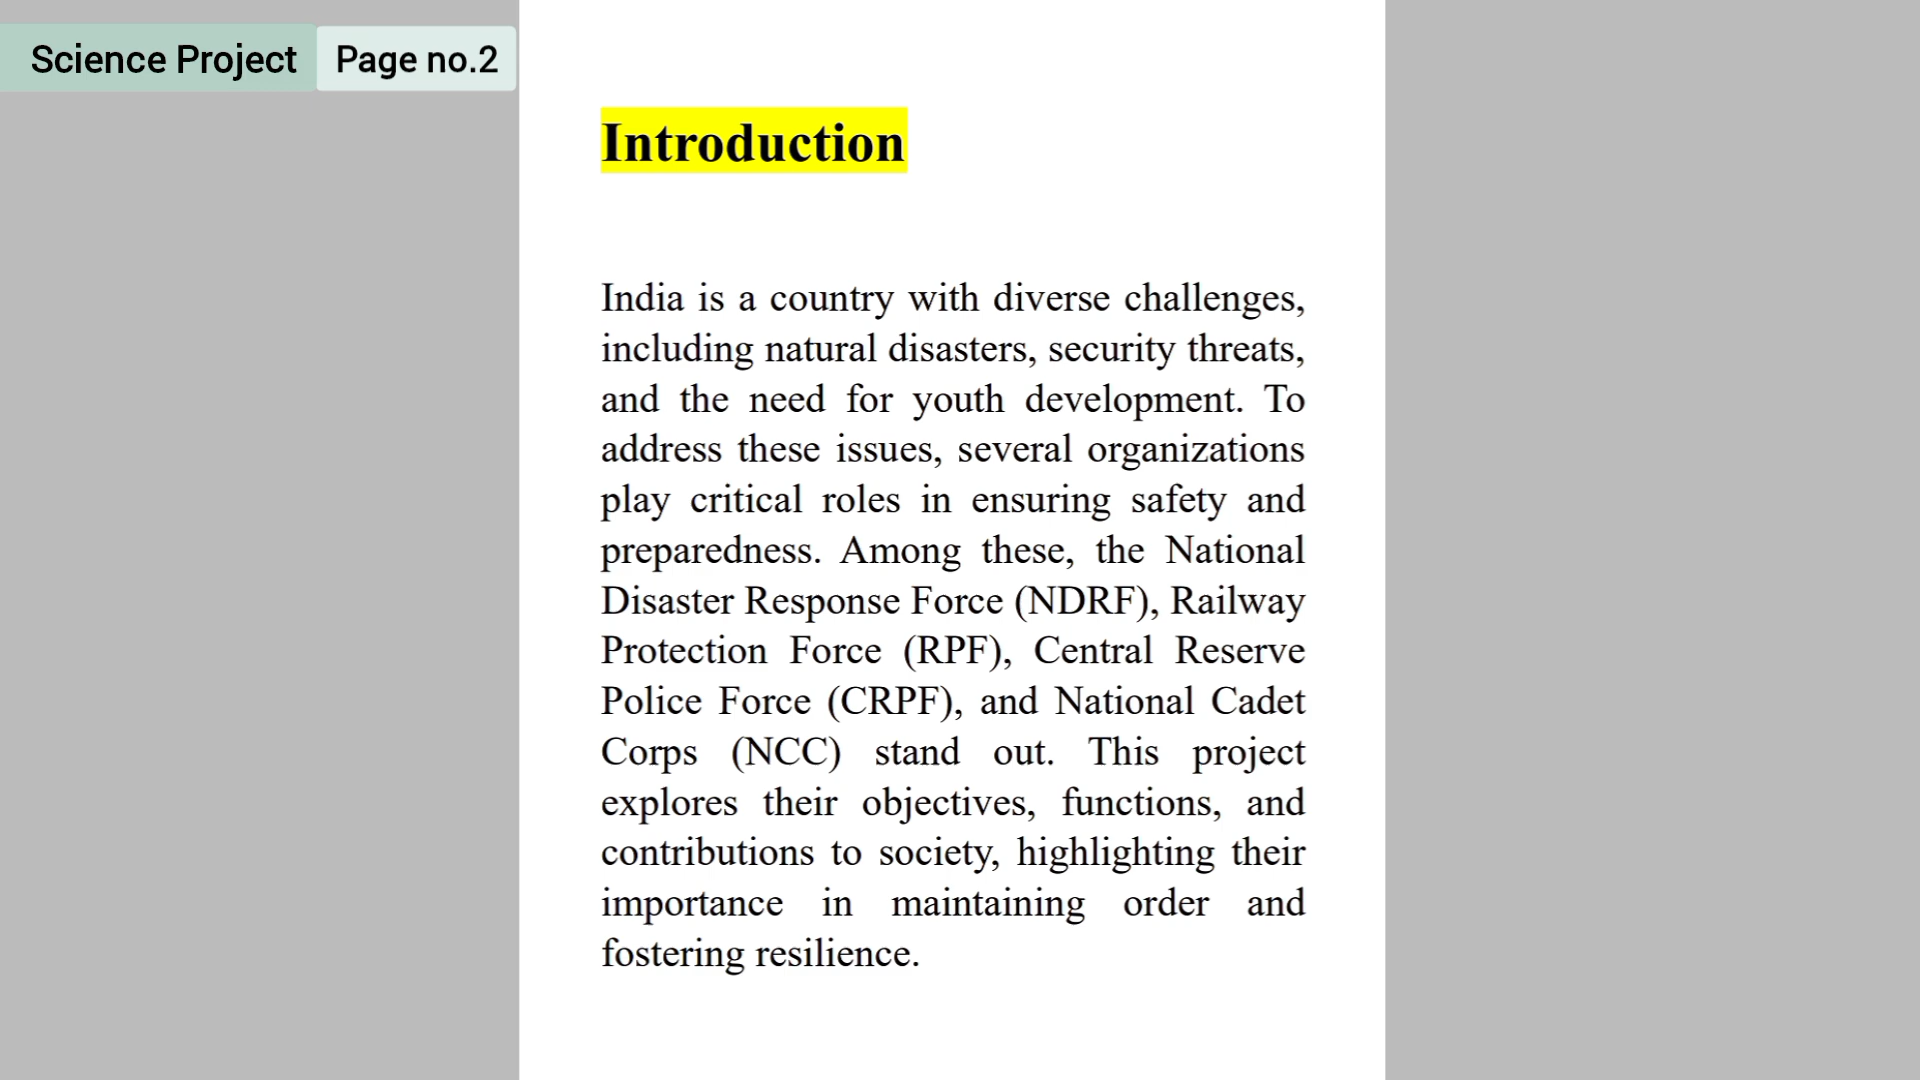 Science Project Page no.2
Introduction
India is a country with diverse challenges,
including natural disasters, security threats,
and the need for youth development. To
address these issues, several organizations
play critical roles in ensuring safety and
preparedness. Among these, the National
Disaster Response Force (NDRF), Railway
Protection Force (RPF), Central Reserve
Police Force (CRPF), and National Cadet
Corps (NCC) stand out. This project
explores their objectives, functions, and
contributions to society, highlighting their
importance in maintaining order and
fostering resilience.